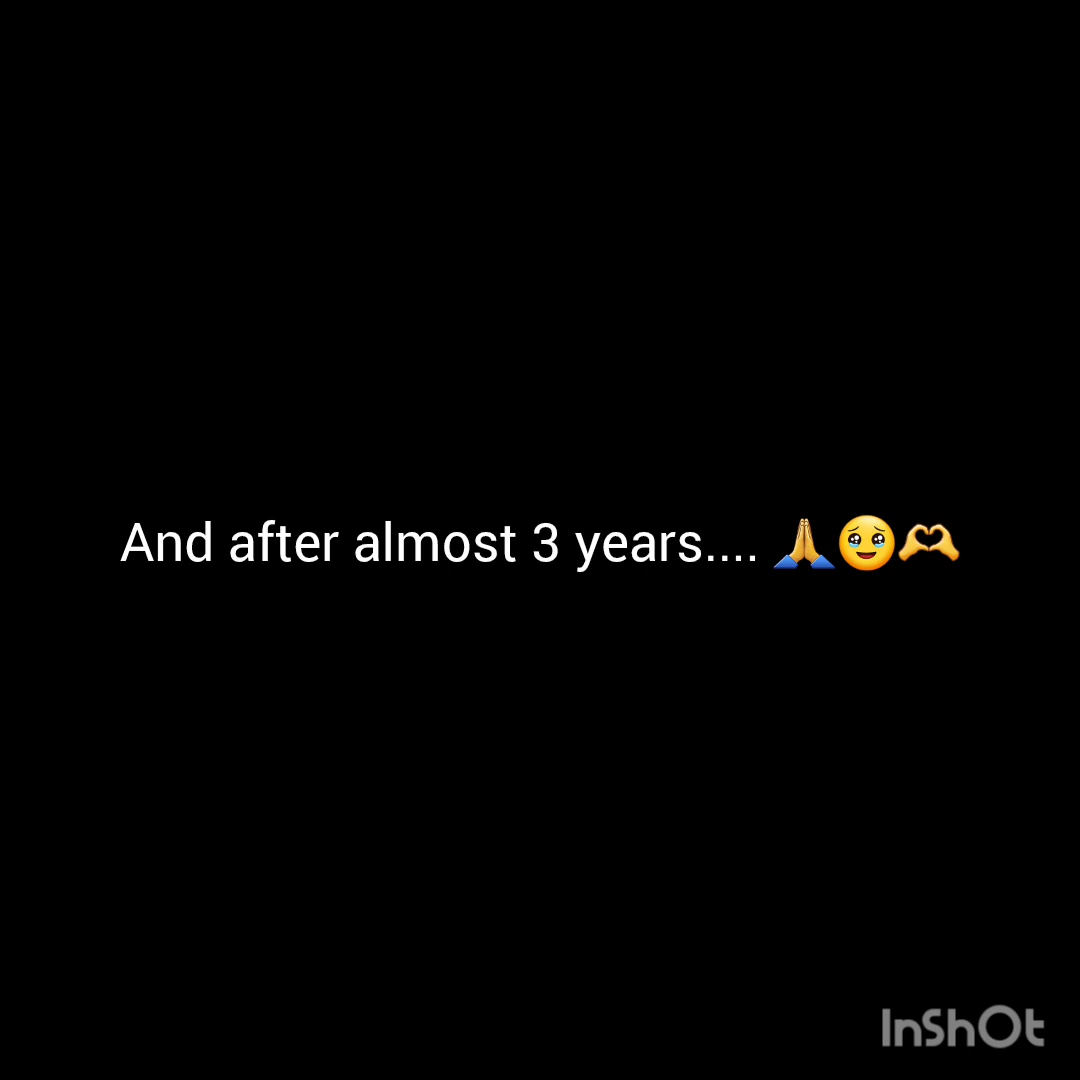 And after almost 3 years.... 🙏🥹🫶
InShOt